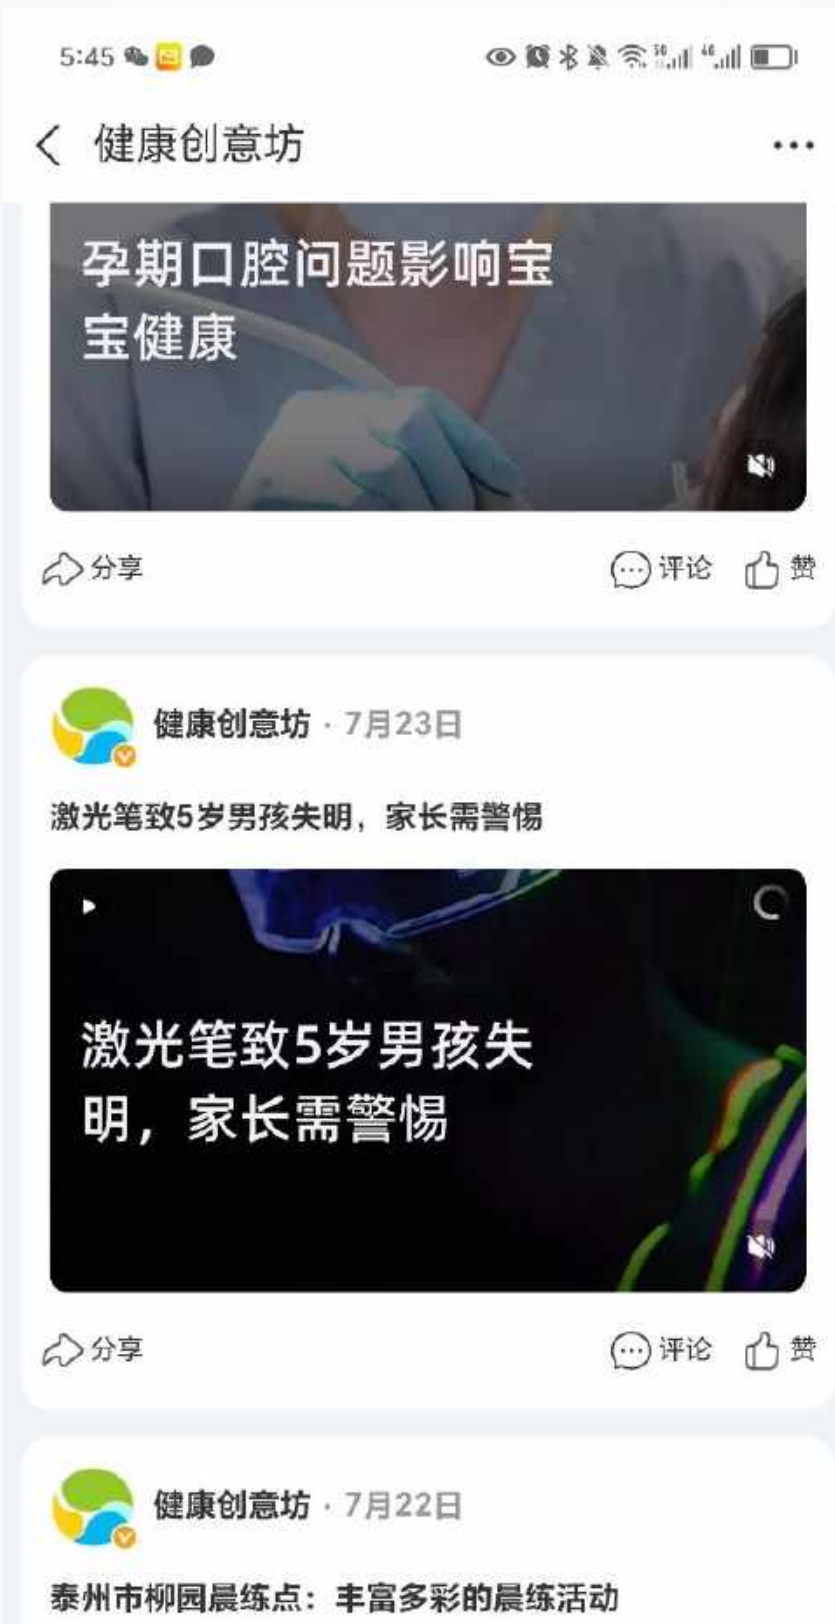 5:45
5G
4G
健康创意坊
孕期口腔问题影响宝
宝健康
分享
评论
赞
健康创意坊 · 7月23日
激光笔致5岁男孩失明，家长需警惕
激光笔致5岁男孩失
明，家长需警惕
分享
评论
赞
健康创意坊 · 7月22日
泰州市柳园晨练点：丰富多彩的晨练活动